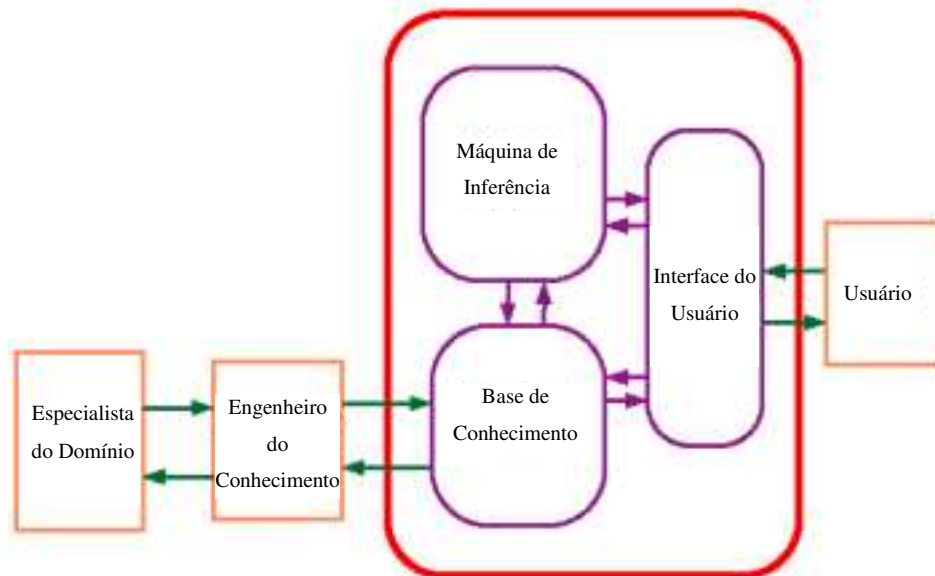 Máquina de
Inferência
Interface do
Usuário
Usuário
Base de
Conhecimento
Engenheiro
do
Conhecimento
Especialista
do Domínio